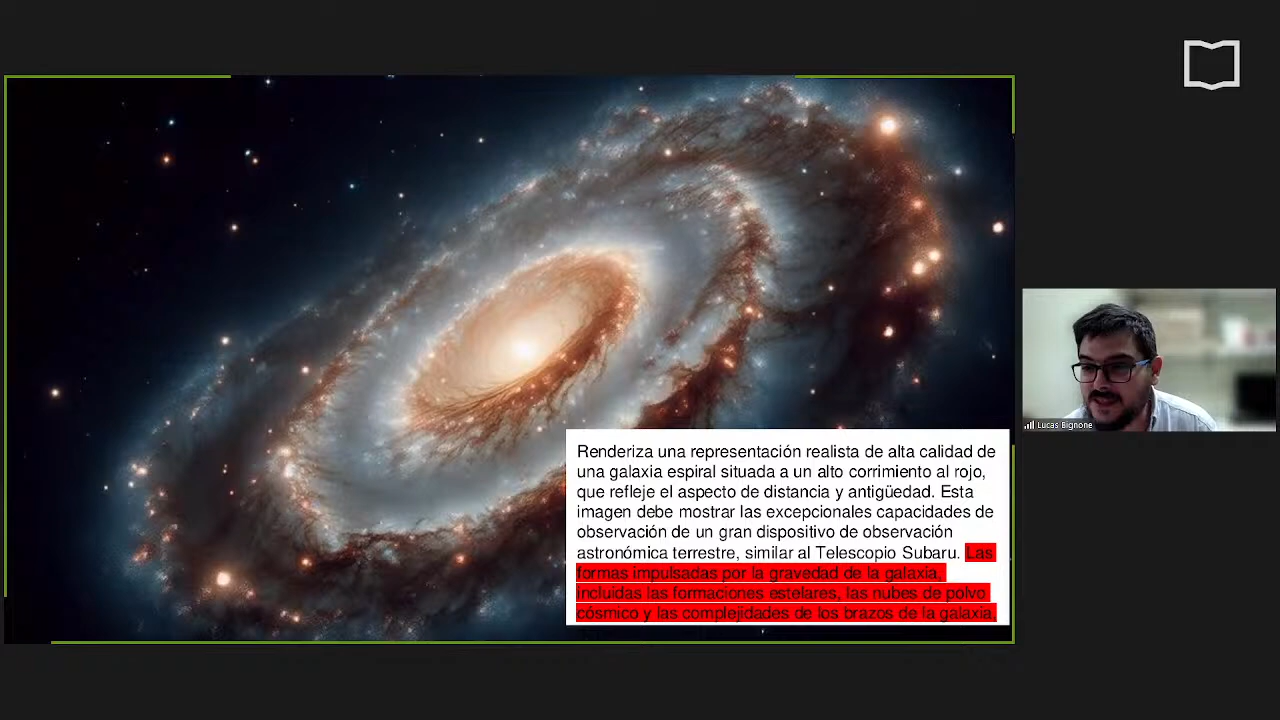 Renderiza una representación realista de alta calidad de
una galaxia espiral situada a un alto corrimiento al rojo,
que refleje el aspecto de distancia y antigüedad. Esta
imagen debe mostrar las excepcionales capacidades de
observación de un gran dispositivo de observación
astronómica terrestre, similar al Telescopio Subaru. Las
formas impulsadas por la gravedad de la galaxia,
incluidas las formaciones estelares, las nubes de polvo
cósmico y las complejidades de los brazos de la galaxia.
Lucas Bignone